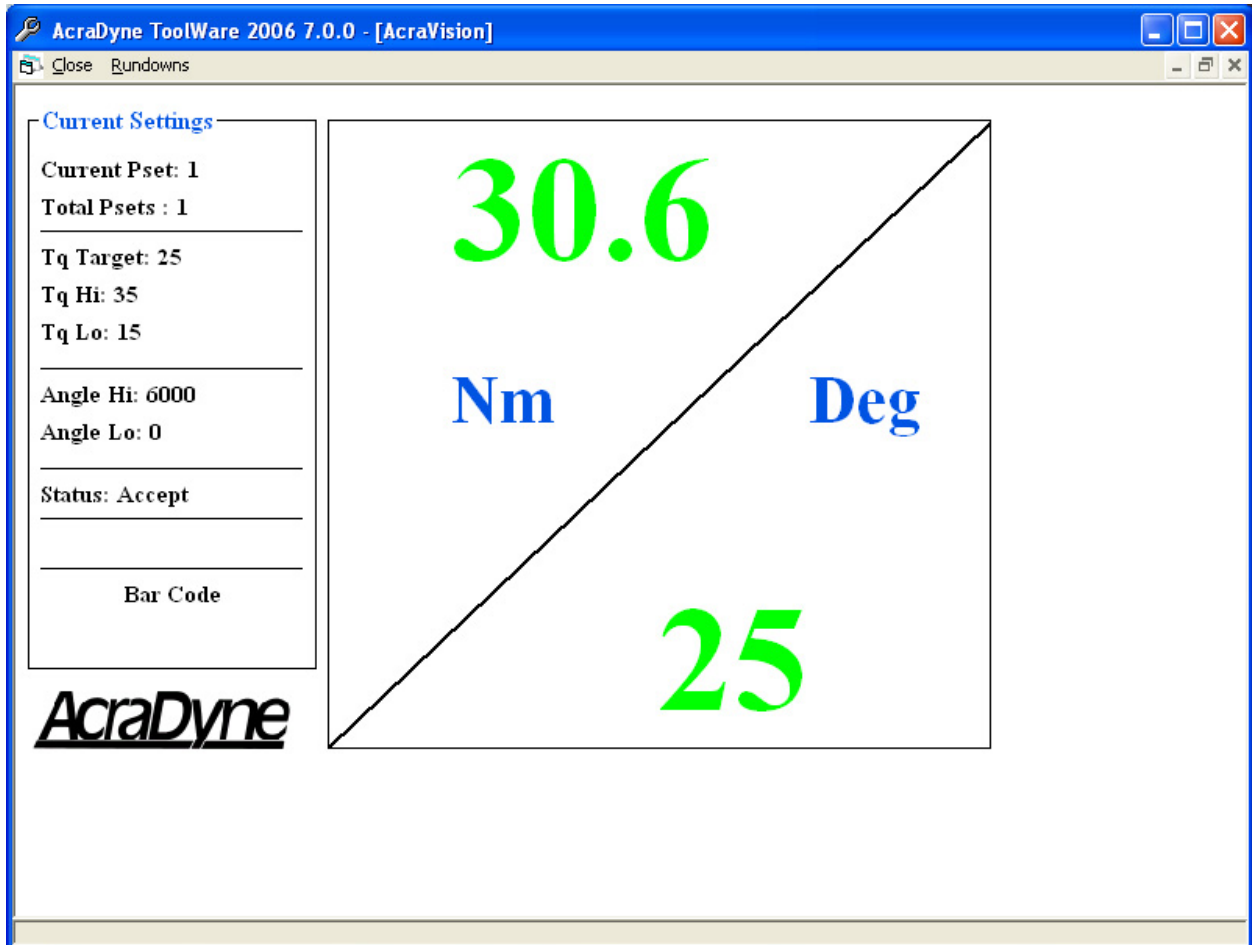 AcraDyne ToolWare 2006 7.0.0 - [AcraVision]
Close Rundowns
Current Settings
Current Pset: 1
Total Psets : 1
Tq Target: 25
Tq Hi: 35
Tq Lo: 15
Angle Hi: 6000
Angle Lo: 0
Status: Accept
Bar Code
AcraDyne
30.6
Nm
Deg
25